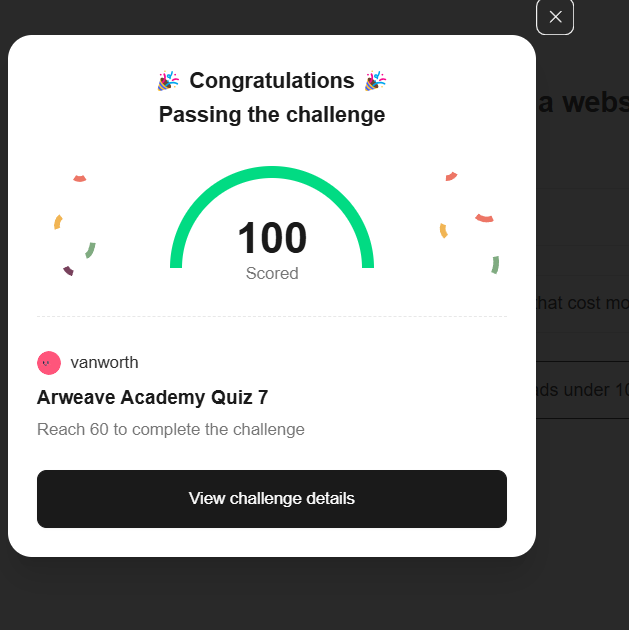 🎉 Congratulations 🎉
Passing the challenge
100
Scored
vanworth
Arweave Academy Quiz 7
Reach 60 to complete the challenge
View challenge details
a webs
that cost mo
nds under 10